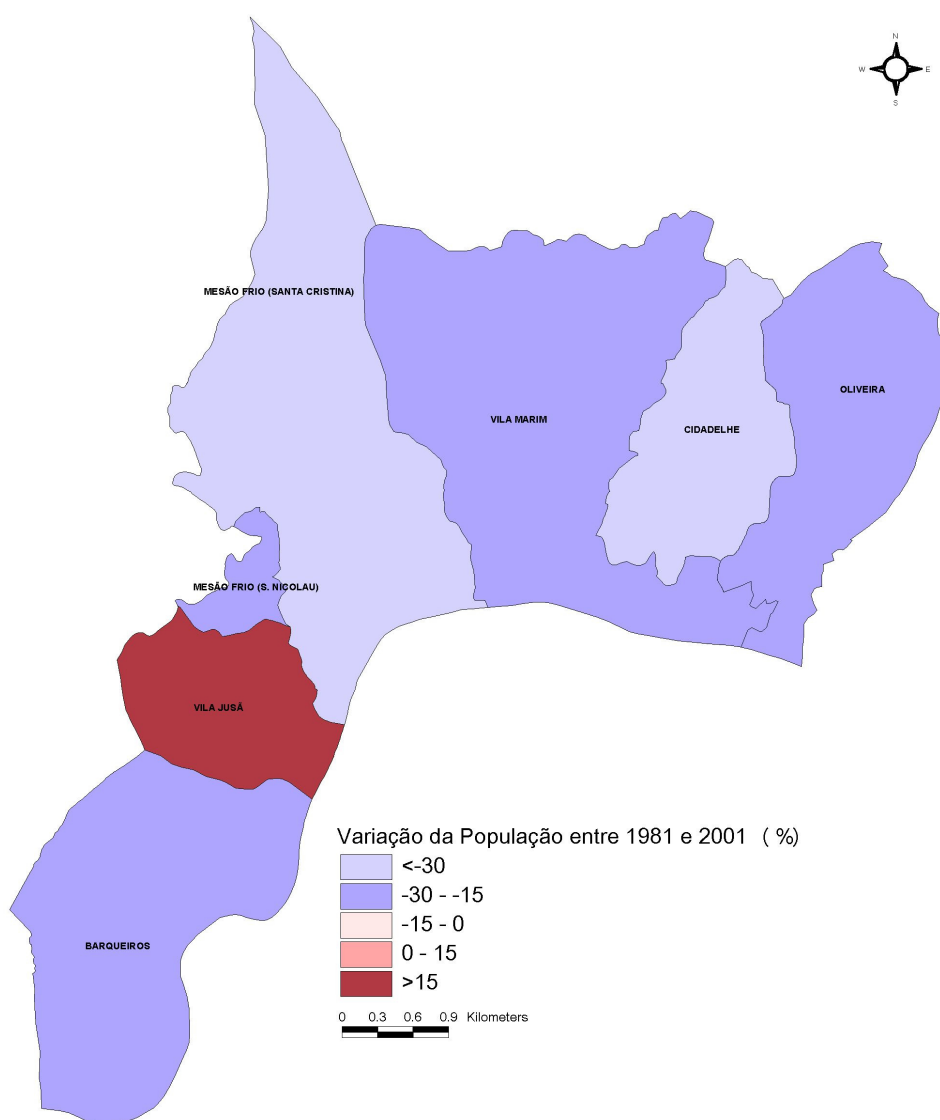 N
W E
S
MESÃO FRIO (SANTA CRISTINA)
OLIVEIRA
VILA MARIM
CIDADELHE
MESÃO FRIO (S. NICOLAU)
VILA JUSÃ
Variação da População entre 1981 e 2001 ( %)
<-30
-30 - -15
-15 - 0
0 - 15
>15
BARQUEIROS
0 0.3 0.6 0.9 Kilometers